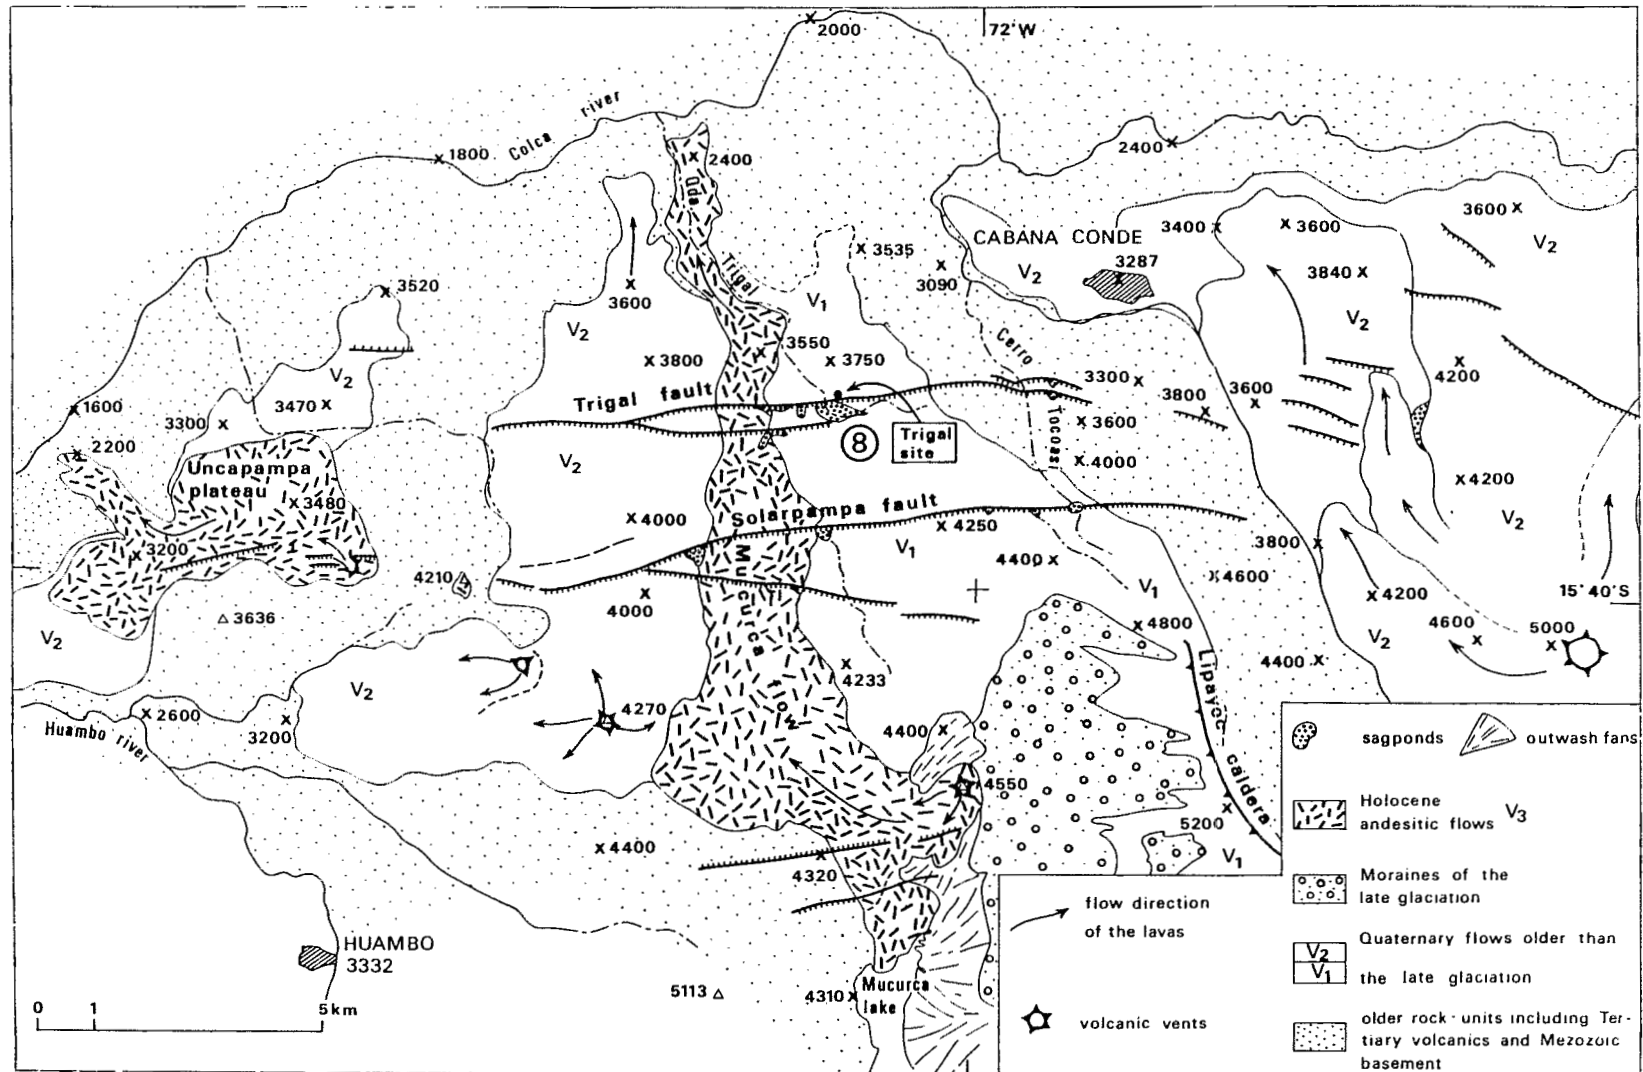 2000
72°W
Colca river
1800
2400
2400
Qda
Trigal
3535
3090
CABANA CONDE
3287
V2
3400
3600
3600
V2
3840
V2
3520
3600
V2
V1
3550
3750
3800
Cerro
V2
1600
3470
3300
2200
Trigal fault
3300
3800
3600
4200
3600
4000
8
Trigal
site
Uncapampa
plateau
3480
V2
4000
Solarpampa fault
4250
V1
4200
V2
3200
4400
3800
4210
4600
4000
V1
15°40'S
4200
3636
V2
4800
V2
4600
5000
4400
Mucurca flow
4233
V2
4270
Lipayoc caldera
2600
3200
Huambo river
4400
4550
5200
V1
4400
4320
HUAMBO
3332
5113
4310
Mucurca
lake
0 1 5km
flow direction
of the lavas
volcanic vents
sagponds
outwash fans
Holocene
andesitic flows V3
Moraines of the
late glaciation
V2
V1
Quaternary flows older than
the late glaciation
older rock-units including Ter-
tiary volcanics and Mezozoic
basement